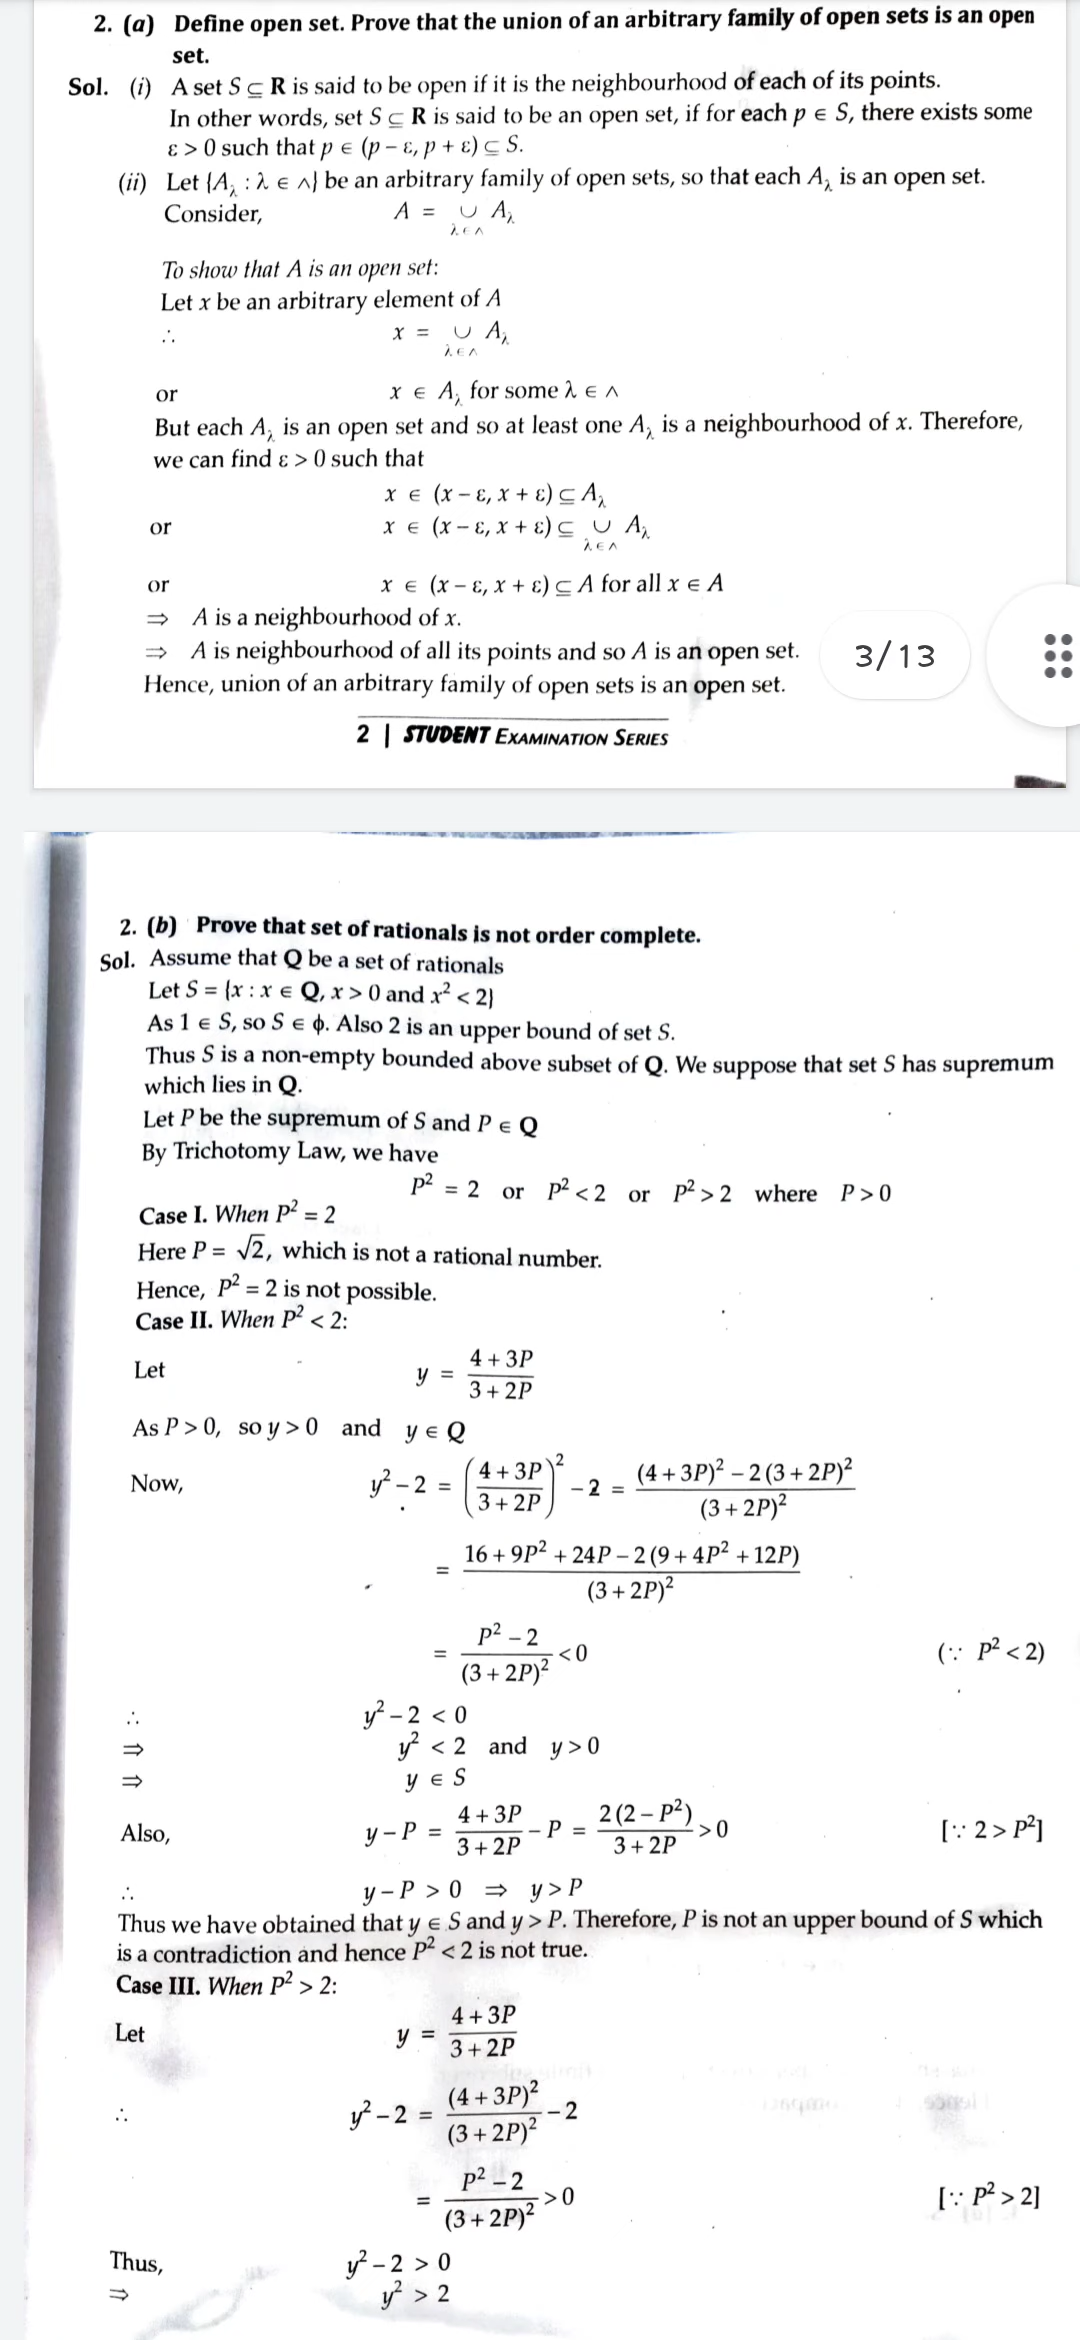 2. (a) Define open set. Prove that the union of an arbitrary family of open sets is an open
set.
Sol. (i) A set S ⊆ R is said to be open if it is the neighbourhood of each of its points.
In other words, set S ⊆ R is said to be an open set, if for each p ∈ S, there exists some
ε > 0 such that p ∈ (p – ε, p + ε) ⊆ S.
(ii) Let {A_λ : λ ∈ ∧} be an arbitrary family of open sets, so that each A_λ is an open set.
Consider, A = ∪_{λ∈∧} A_λ
To show that A is an open set:
Let x be an arbitrary element of A
∴ x = ∪_{λ∈∧} A_λ
or x ∈ A_λ for some λ ∈ ∧
But each A_λ is an open set and so at least one A_λ is a neighbourhood of x. Therefore,
we can find ε > 0 such that
x ∈ (x – ε, x + ε) ⊆ A_λ
or x ∈ (x – ε, x + ε) ⊆ ∪_{λ∈∧} A_λ
or x ∈ (x – ε, x + ε) ⊆ A for all x ∈ A
⇒ A is a neighbourhood of x.
⇒ A is neighbourhood of all its points and so A is an open set.
3/13
Hence, union of an arbitrary family of open sets is an open set.
2 | STUDENT EXAMINATION SERIES
2. (b) Prove that set of rationals is not order complete.
Sol. Assume that Q be a set of rationals
Let S = {x : x ∈ Q, x > 0 and x² < 2}
As 1 ∈ S, so S ∈ ϕ. Also 2 is an upper bound of set S.
Thus S is a non-empty bounded above subset of Q. We suppose that set S has supremum
which lies in Q.
Let P be the supremum of S and P ∈ Q
By Trichotomy Law, we have
P² = 2 or P² < 2 or P² > 2 where P > 0
Case I. When P² = 2
Here P = √2, which is not a rational number.
Hence, P² = 2 is not possible.
Case II. When P² < 2:
Let y = (4 + 3P)/(3 + 2P)
As P > 0, so y > 0 and y ∈ Q
Now, y² – 2 = ((4 + 3P)/(3 + 2P))² – 2 = ((4 + 3P)² – 2 (3 + 2P)²)/(3 + 2P)²
= (16 + 9P² + 24P – 2 (9 + 4P² + 12P))/(3 + 2P)²
= (P² – 2)/(3 + 2P)² < 0 (∵ P² < 2)
∴ y² – 2 < 0
⇒ y² < 2 and y > 0
⇒ y ∈ S
Also, y – P = (4 + 3P)/(3 + 2P) – P = 2 (2 – P²)/(3 + 2P) > 0 [∵ 2 > P²]
∴ y – P > 0 ⇒ y > P
Thus we have obtained that y ∈ S and y > P. Therefore, P is not an upper bound of S which
is a contradiction and hence P² < 2 is not true.
Case III. When P² > 2:
Let y = (4 + 3P)/(3 + 2P)
∴ y² – 2 = (4 + 3P)²/(3 + 2P)² – 2
= (P² – 2)/(3 + 2P)² > 0 [∵ P² > 2]
Thus, y² – 2 > 0
⇒ y² > 2